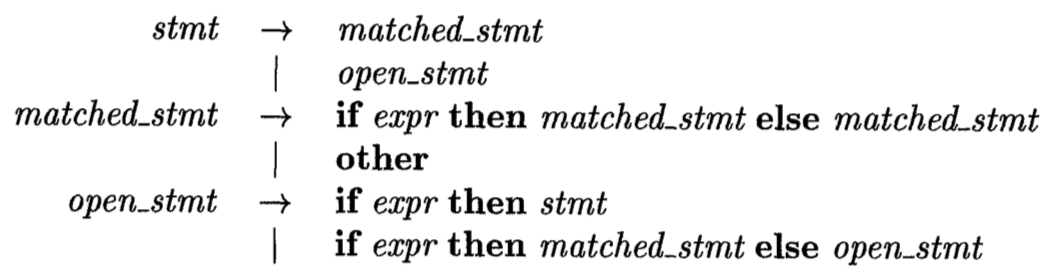 stmt → matched_stmt
| open_stmt
matched_stmt → if expr then matched_stmt else matched_stmt
| other
open_stmt → if expr then stmt
| if expr then matched_stmt else open_stmt